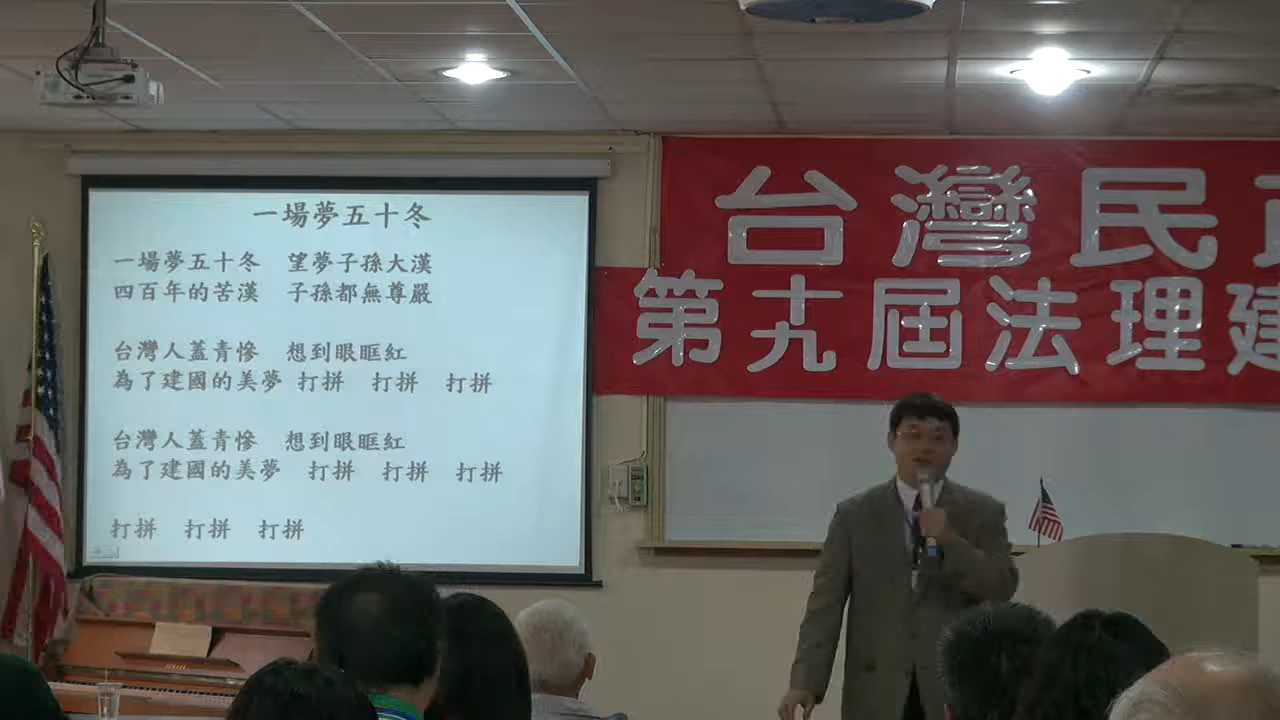 一場夢五十冬
一場夢五十冬 望夢子孫大漢
四百年的苦漢 子孫都無尊嚴
台灣人蓋青慘 想到眼眶紅
為了建國的美夢 打拼 打拼 打拼
台灣人蓋青慘 想到眼眶紅
為了建國的美夢 打拼 打拼 打拼
打拼 打拼 打拼
台灣民
第十九屆法理建